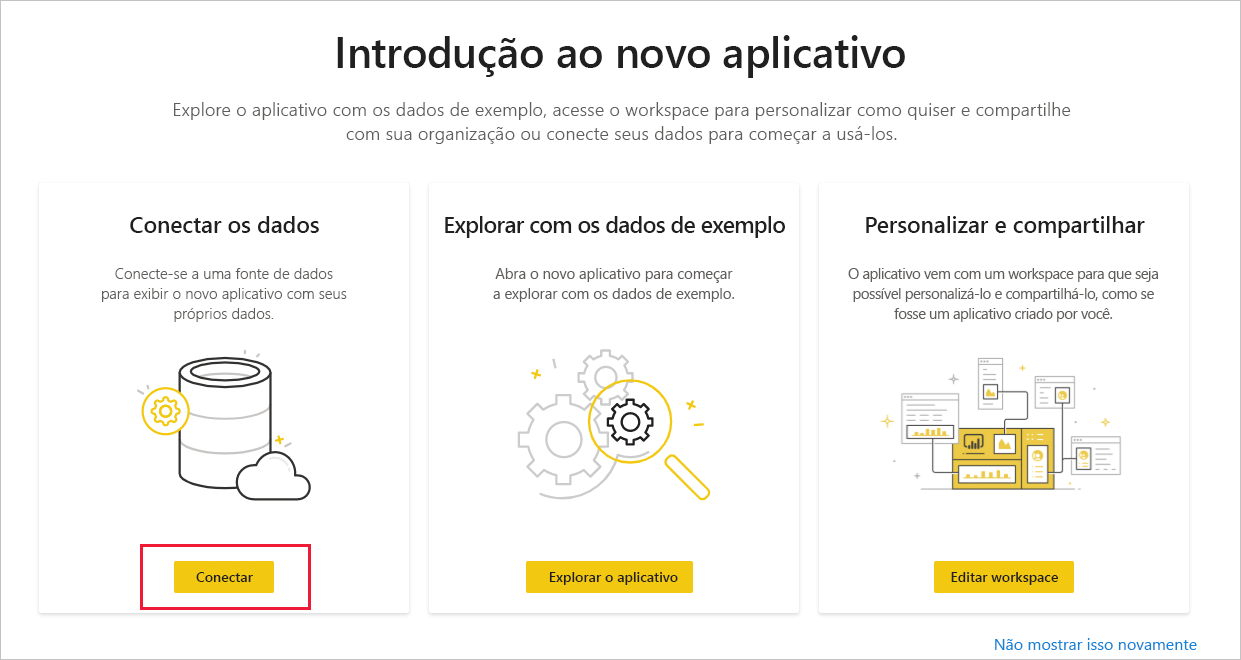 Introdução ao novo aplicativo
Explore o aplicativo com os dados de exemplo, acesse o workspace para personalizar como quiser e compartilhe
com sua organização ou conecte seus dados para começar a usá-los.
Conectar os dados
Conecte-se a uma fonte de dados
para exibir o novo aplicativo com seus
próprios dados.
Conectar
Explorar com os dados de exemplo
Abra o novo aplicativo para começar
a explorar com os dados de exemplo.
Explorar o aplicativo
Personalizar e compartilhar
O aplicativo vem com um workspace para que seja
possível personalizá-lo e compartilhá-lo, como se
fosse um aplicativo criado por você.
Editar workspace
Não mostrar isso novamente